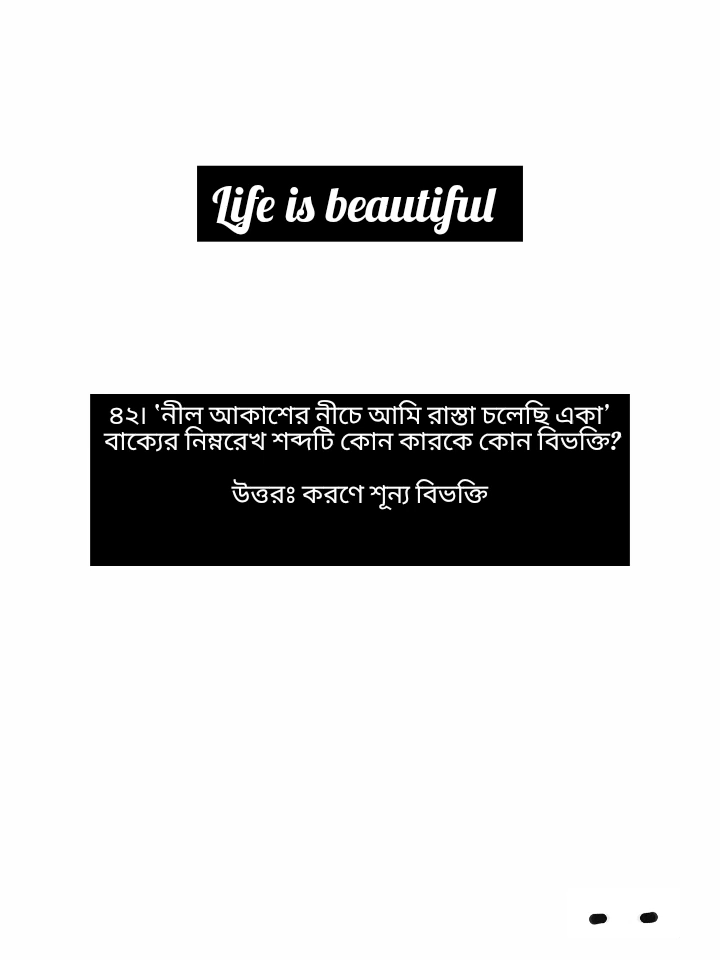 Life is beautiful
৪২। ‘নীল আকাশের নীচে আমি রাস্তা চলেছি একা’
বাক্যের নিম্নরেখ শব্দটি কোন কারকে কোন বিভক্তি?
উত্তরঃ করণে শূন্য বিভক্তি